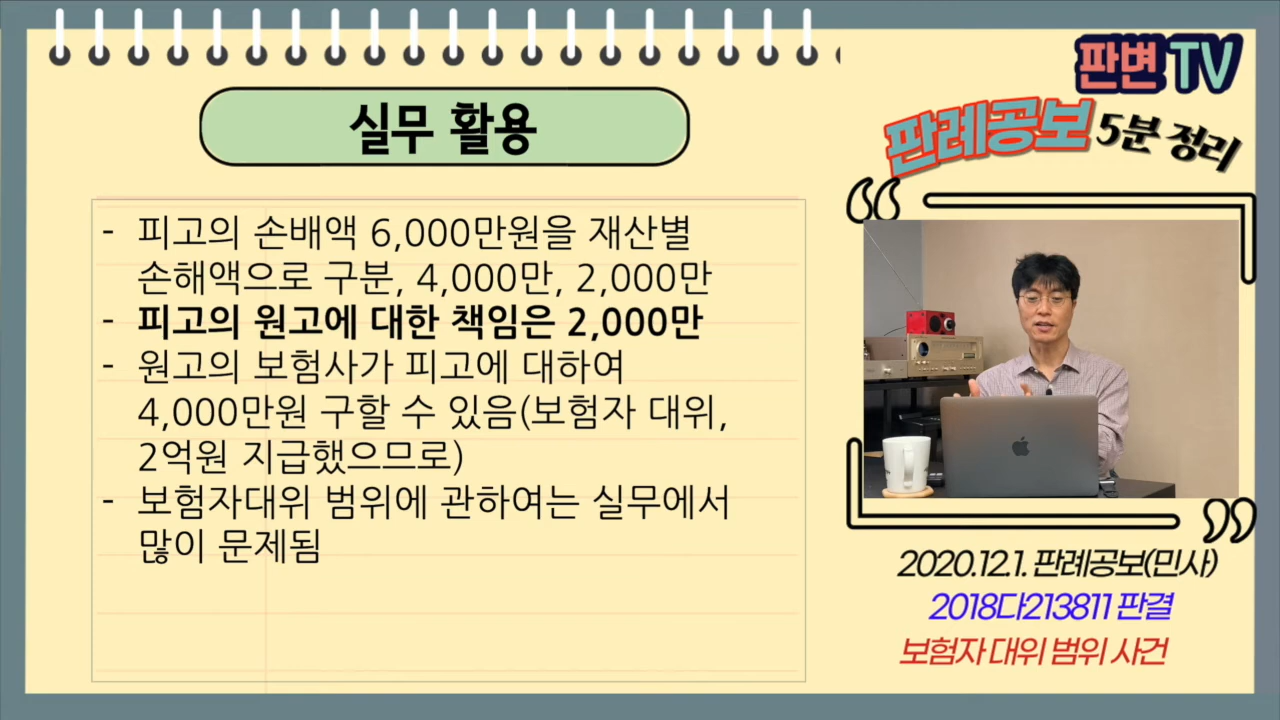 실무 활용
- 피고의 손배액 6,000만원을 재산별
손해액으로 구분, 4,000만, 2,000만
- 피고의 원고에 대한 책임은 2,000만
- 원고의 보험사가 피고에 대하여
4,000만원 구할 수 있음(보험자 대위,
2억원 지급했으므로)
- 보험자대위 범위에 관하여는 실무에서
많이 문제됨
판변TV
판례공보 5분 정리
2020.12.1. 판례공보(민사)
2018다213811 판결
보험자 대위 범위 사건